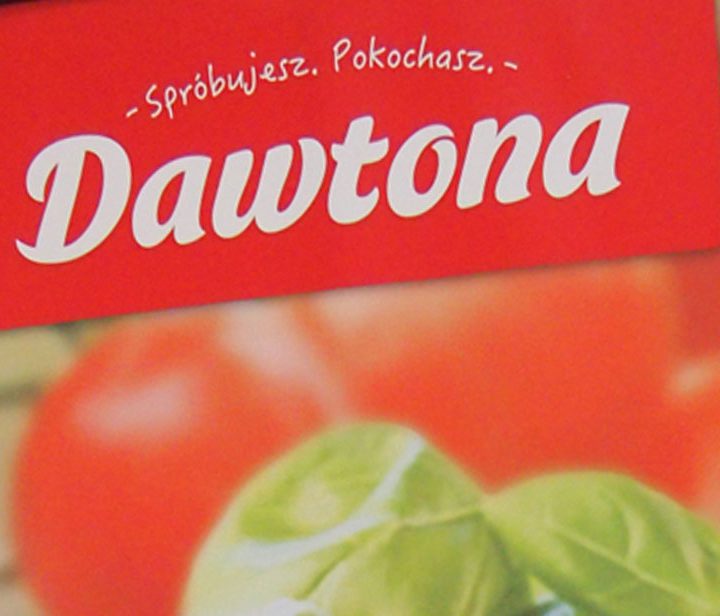 - Spróbujesz. Pokochasz. -
Dawtona